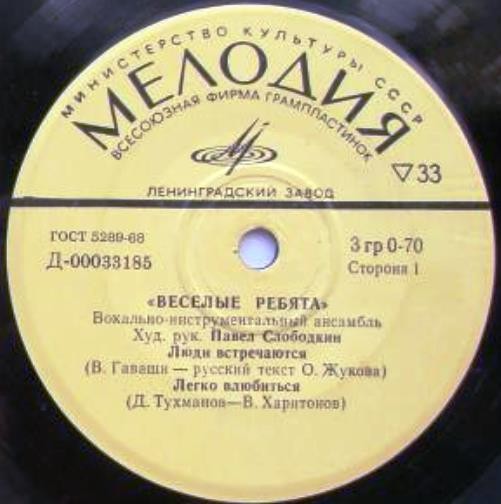 МИНИСТЕРСТВО КУЛЬТУРЫ СССР
МЕЛОДИЯ
ВСЕСОЮЗНАЯ ФИРМА ГРАМПЛАСТИНОК
▽33
ЛЕНИНГРАДСКИЙ ЗАВОД
ГОСТ 5289-68
3 гр 0-70
Д-00033185
Сторона 1
«ВЕСЕЛЫЕ РЕБЯТА»
Вокально-инструментальный ансамбль
Худ. рук. Павел Слободкин
Люди встречаются
(В. Гаваши — русский текст О. Жукова)
Легко влюбиться
(Д. Тухманов—В. Харитонов)